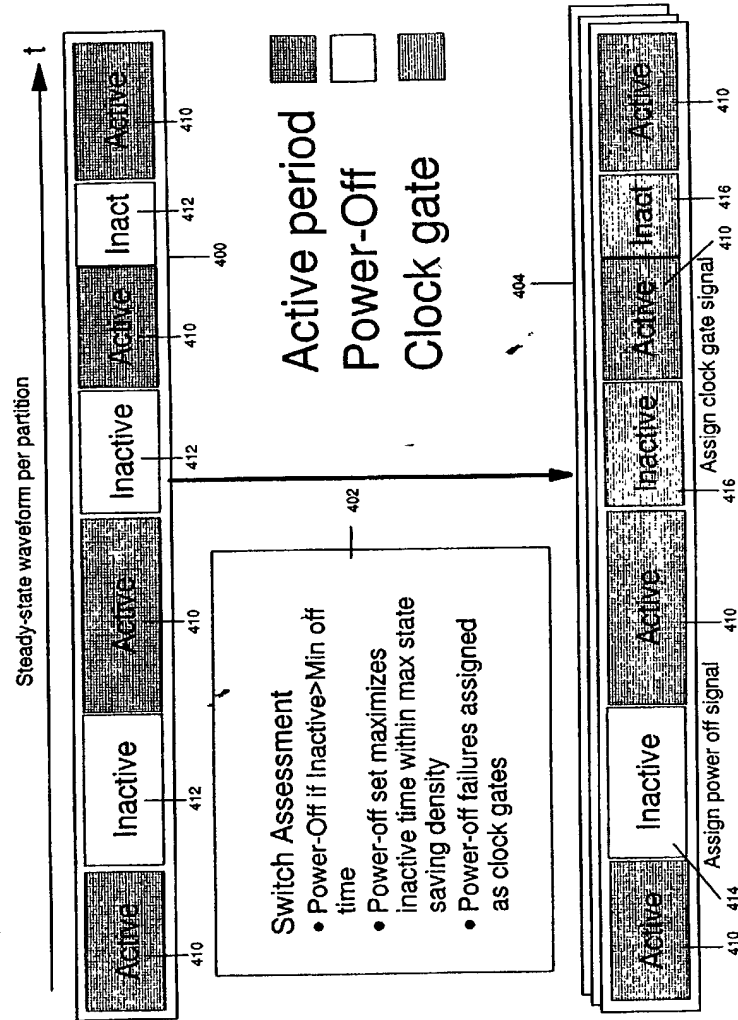 Steady-state waveform per partition
t
Active
Inactive
Active
Inactive
Active
Inact
Active
410
412
410
412
410
400
412
410
Switch Assessment
• Power-Off if Inactive>Min off
time
• Power-off set maximizes
inactive time within max state
saving density
• Power-off failures assigned
as clock gates
402
Active period
Power-Off
Clock gate
404
Active
Inactive
Active
Inactive
Active
Inact
Active
410
414
Assign power off signal
410
416
Assign clock gate signal
410
416
410